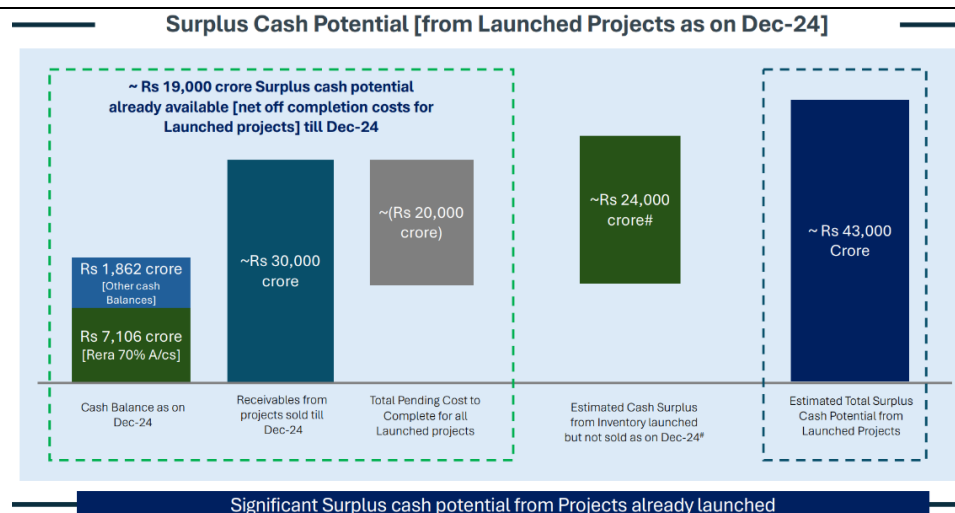 Surplus Cash Potential [from Launched Projects as on Dec-24]
~ Rs 19,000 crore Surplus cash potential
already available [net off completion costs for
Launched projects] till Dec-24
Rs 1,862 crore
[Other cash
Balances]
Rs 7,106 crore
[Rera 70% A/cs]
~Rs 30,000
crore
~(Rs 20,000
crore)
~Rs 24,000
crore#
~ Rs 43,000
Crore
Cash Balance as on
Dec-24
Receivables from
projects sold till
Dec-24
Total Pending Cost to
Complete for all
Launched projects
Estimated Cash Surplus
from Inventory launched
but not sold as on Dec-24#
Estimated Total Surplus
Cash Potential from
Launched Projects
Significant Surplus cash potential from Projects already launched